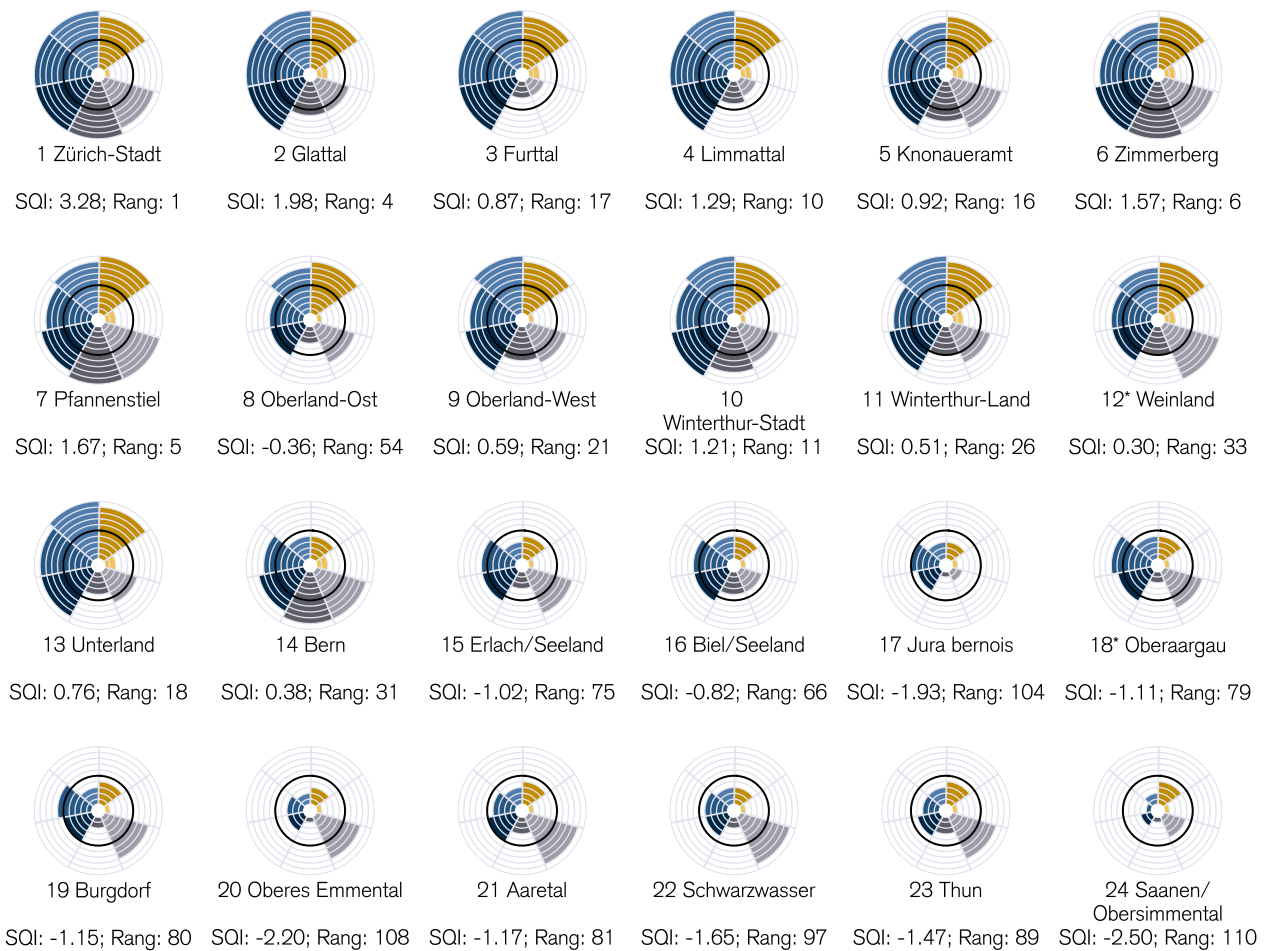 1 Zürich-Stadt
SQI: 3.28; Rang: 1
2 Glattal
SQI: 1.98; Rang: 4
3 Furttal
SQI: 0.87; Rang: 17
4 Limmattal
SQI: 1.29; Rang: 10
5 Knonaueramt
SQI: 0.92; Rang: 16
6 Zimmerberg
SQI: 1.57; Rang: 6
7 Pfannenstiel
SQI: 1.67; Rang: 5
8 Oberland-Ost
SQI: -0.36; Rang: 54
9 Oberland-West
SQI: 0.59; Rang: 21
10
Winterthur-Stadt
SQI: 1.21; Rang: 11
11 Winterthur-Land
SQI: 0.51; Rang: 26
12* Weinland
SQI: 0.30; Rang: 33
13 Unterland
SQI: 0.76; Rang: 18
14 Bern
SQI: 0.38; Rang: 31
15 Erlach/Seeland
SQI: -1.02; Rang: 75
16 Biel/Seeland
SQI: -0.82; Rang: 66
17 Jura bernois
SQI: -1.93; Rang: 104
18* Oberaargau
SQI: -1.11; Rang: 79
19 Burgdorf
SQI: -1.15; Rang: 80
20 Oberes Emmental
SQI: -2.20; Rang: 108
21 Aaretal
SQI: -1.17; Rang: 81
22 Schwarzwasser
SQI: -1.65; Rang: 97
23 Thun
SQI: -1.47; Rang: 89
24 Saanen/
Obersimmental
SQI: -2.50; Rang: 110